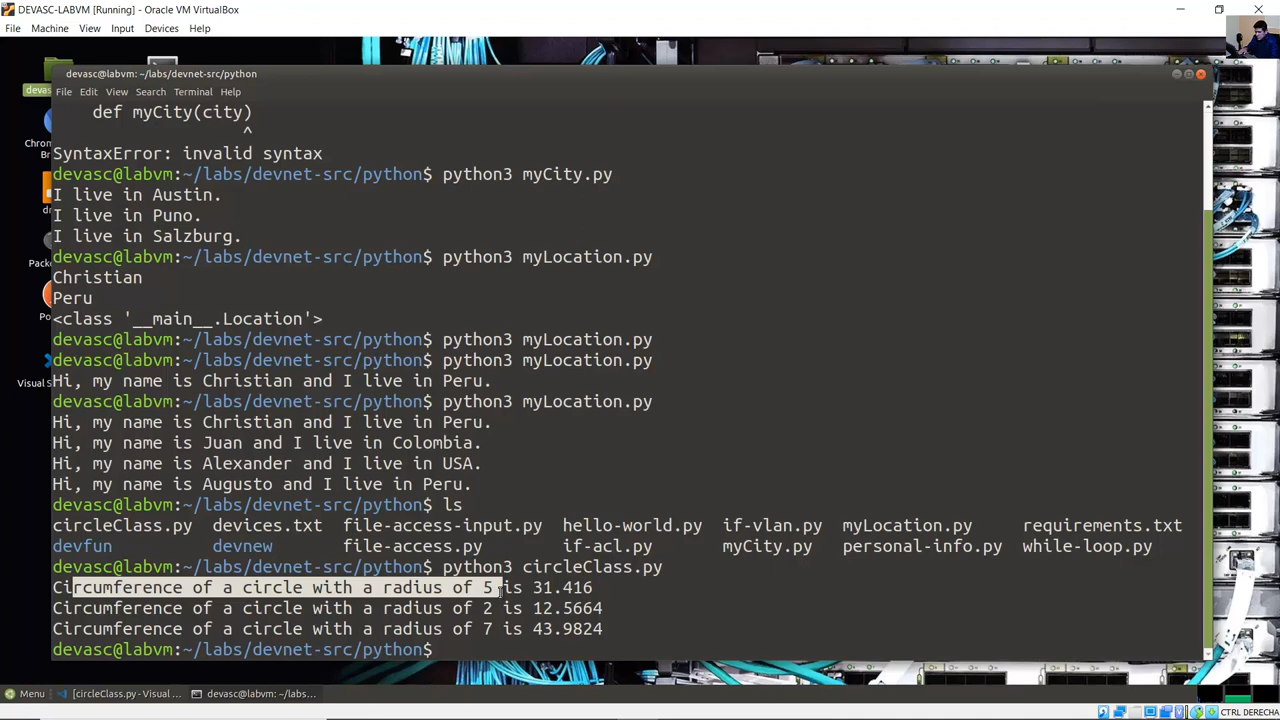 DEVASC-LABVM [Running] - Oracle VM VirtualBox
File Machine View Input Devices Help
devasc@labvm: ~/labs/devnet-src/python
File Edit View Search Terminal Help
def myCity(city)
^
SyntaxError: invalid syntax
devasc@labvm:~/labs/devnet-src/python$ python3 myCity.py
I live in Austin.
I live in Puno.
I live in Salzburg.
devasc@labvm:~/labs/devnet-src/python$ python3 myLocation.py
Christian
Peru
<class '__main__.Location'>
devasc@labvm:~/labs/devnet-src/python$ python3 myLocation.py
devasc@labvm:~/labs/devnet-src/python$ python3 myLocation.py
Hi, my name is Christian and I live in Peru.
devasc@labvm:~/labs/devnet-src/python$ python3 myLocation.py
Hi, my name is Christian and I live in Peru.
Hi, my name is Juan and I live in Colombia.
Hi, my name is Alexander and I live in USA.
Hi, my name is Augusto and I live in Peru.
devasc@labvm:~/labs/devnet-src/python$ ls
circleClass.py devices.txt file-access-input.py hello-world.py if-vlan.py myLocation.py requirements.txt
devfun devnew file-access.py if-acl.py myCity.py personal-info.py while-loop.py
devasc@labvm:~/labs/devnet-src/python$ python3 circleClass.py
Circumference of a circle with a radius of 5 is 31.416
Circumference of a circle with a radius of 2 is 12.5664
Circumference of a circle with a radius of 7 is 43.9824
devasc@labvm:~/labs/devnet-src/python$
Menu [circleClass.py - Visual ... devasc@labvm: ~/labs...
CTRL DERECHA